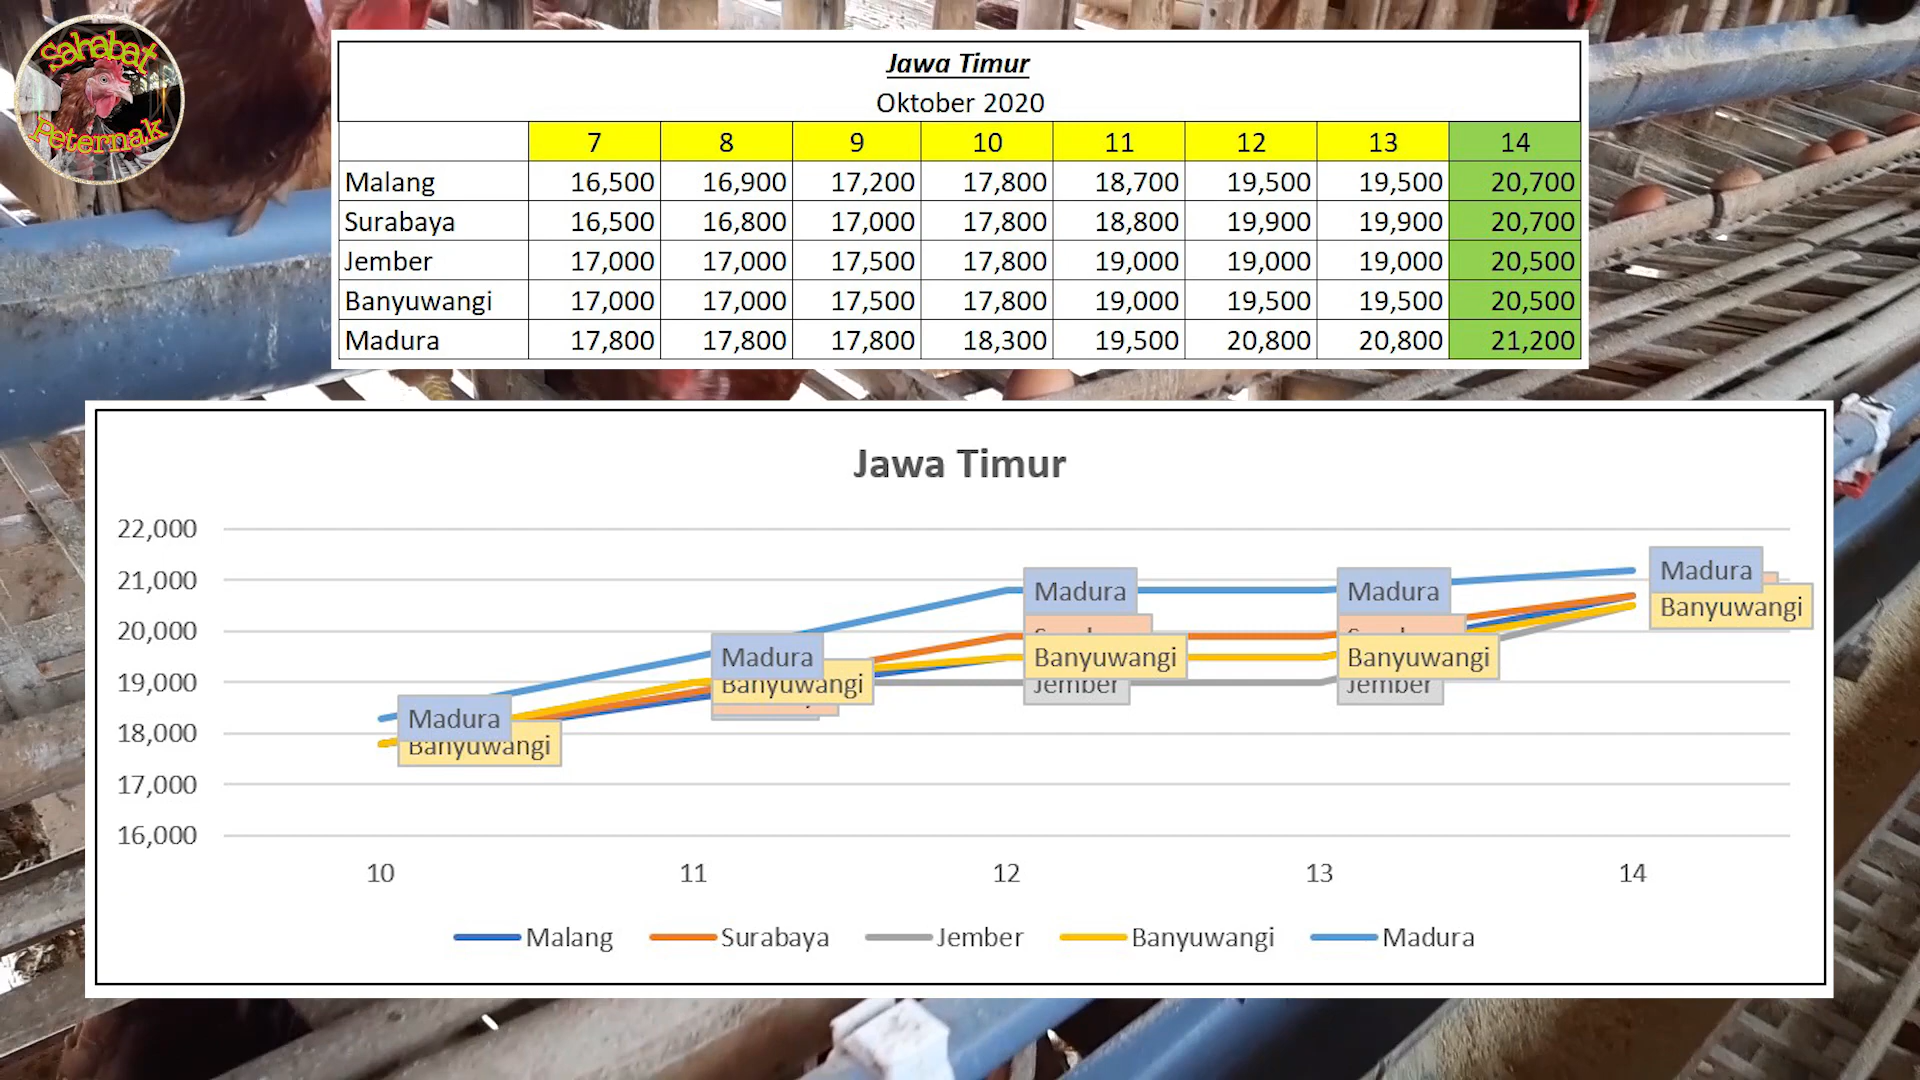 Sahabat
Peternak
Jawa Timur
Oktober 2020
7 8 9 10 11 12 13 14
Malang 16,500 16,900 17,200 17,800 18,700 19,500 19,500 20,700
Surabaya 16,500 16,800 17,000 17,800 18,800 19,900 19,900 20,700
Jember 17,000 17,000 17,500 17,800 19,000 19,000 19,000 20,500
Banyuwangi 17,000 17,000 17,500 17,800 19,000 19,500 19,500 20,500
Madura 17,800 17,800 17,800 18,300 19,500 20,800 20,800 21,200
Jawa Timur
22,000
21,000 Madura Madura Madura
Banyuwangi
20,000
Madura Banyuwangi Banyuwangi
19,000 Banyuwangi Jember Jember
Madura
18,000 Banyuwangi
17,000
16,000
10 11 12 13 14
Malang Surabaya Jember Banyuwangi Madura